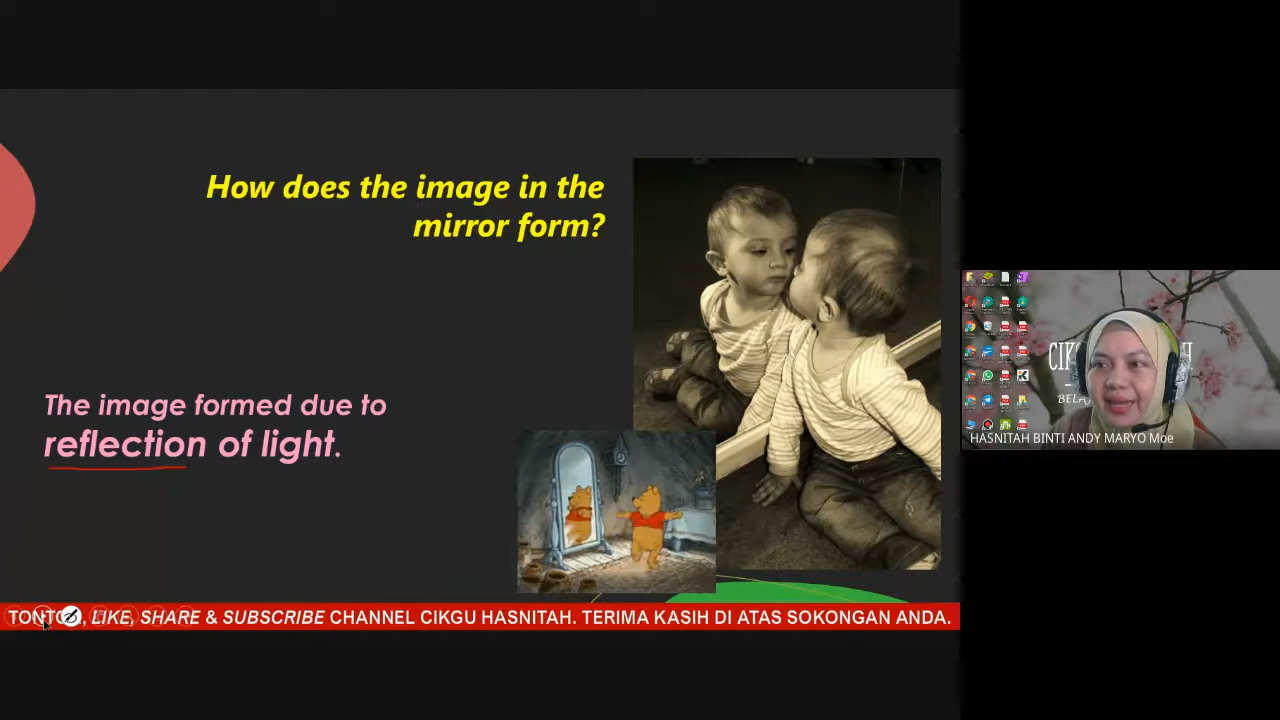 How does the image in the
mirror form?
The image formed due to
reflection of light.
HASNITAH BINTI ANDY MARYO Moe
LIKE, SHARE & SUBSCRIBE CHANNEL CIKGU HASNITAH. TERIMA KASIH DI ATAS SOKONGAN ANDA.